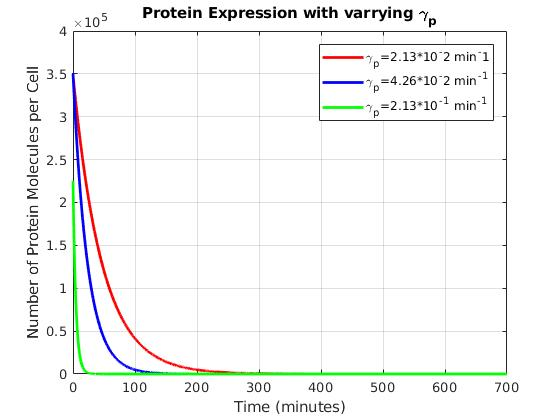 Protein Expression with varrying γp
×10⁵
4
3.5
3
2.5
2
1.5
1
0.5
0
Number of Protein Molecules per Cell
γp=2.13*10⁻2 min⁻1
γp=4.26*10⁻2 min⁻¹
γp=2.13*10⁻¹ min⁻¹
0 100 200 300 400 500 600 700
Time (minutes)